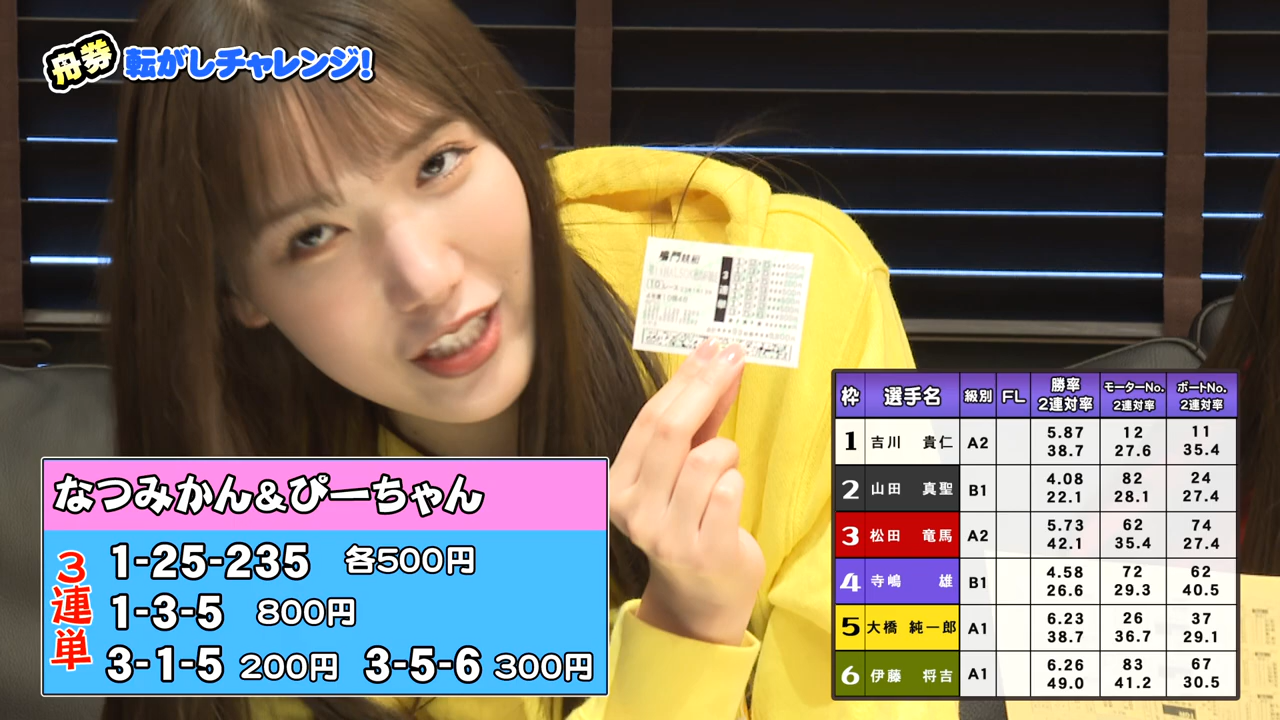 舟券 転がしチャレンジ!
鳴門競艇
3連単
なつみかん&ぴーちゃん
3連単
1-25-235 各500円
1-3-5 800円
3-1-5 200円 3-5-6 300円
枠 選手名 級別 FL 勝率 2連対率 モーターNo. 2連対率 ボートNo. 2連対率
1 吉川 貴仁 A2 5.87 38.7 12 27.6 11 35.4
2 山田 真聖 B1 4.08 22.1 82 28.1 24 27.4
3 松田 竜馬 A2 5.73 42.1 62 35.4 74 27.4
4 寺嶋 雄 B1 4.58 26.6 72 29.3 62 40.5
5 大橋 純一郎 A1 6.23 38.7 26 36.7 37 29.1
6 伊藤 将吉 A1 6.26 49.0 83 41.2 67 30.5